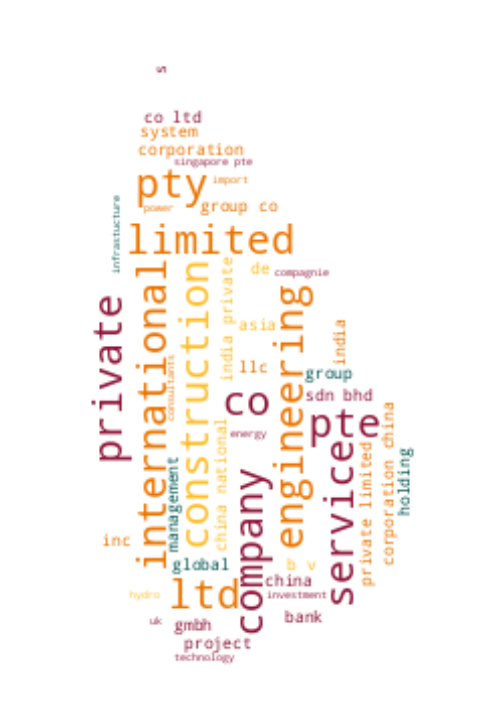 s
co ltd
system
corporation
singapore pte
pty
import
power
group co
infrastucture
limited
de
compagnie
private
international
construction
india private
asia
engineering
india
consultants
llc
group
co
sdn bhd
pte
energy
china national
company
service
private limited
corporation china
holding
management
inc
global
b v
china
hydro
ltd
investment
uk
gmbh
bank
project
technology